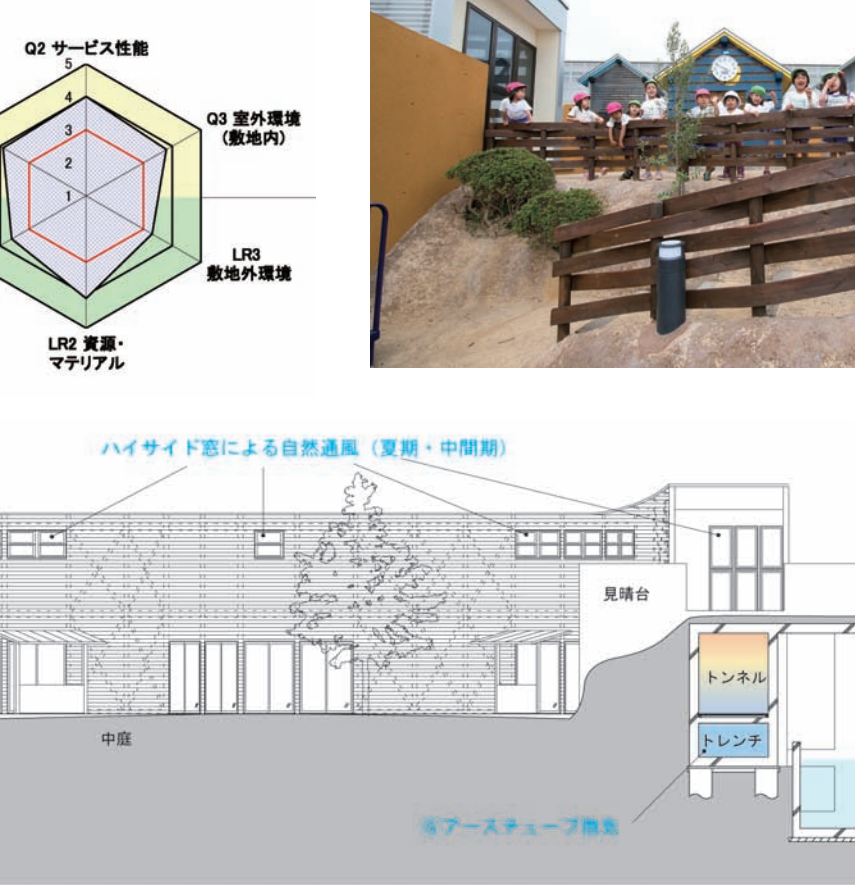 Q2 サービス性能
5
4
3
2
1
Q3 室外環境
(敷地内)
LR3
敷地外環境
LR2 資源・
マテリアル
ハイサイド窓による自然通風（夏期・中間期）
見晴台
トンネル
トレンチ
中庭
アースチューブ